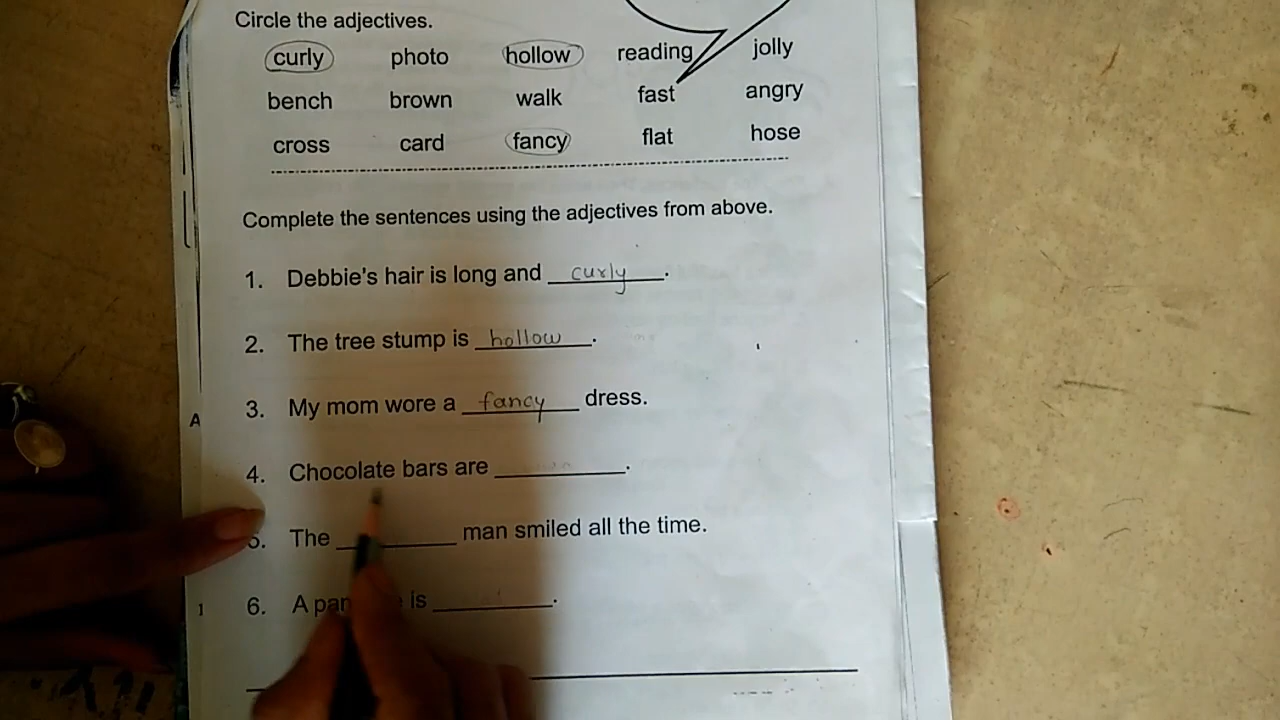 Circle the adjectives.
curly photo hollow reading jolly
bench brown walk fast angry
cross card fancy flat hose
Complete the sentences using the adjectives from above.
1. Debbie's hair is long and curly.
2. The tree stump is hollow.
3. My mom wore a fancy dress.
4. Chocolate bars are ________.
A
5. The ________ man smiled all the time.
6. A is ________.
1